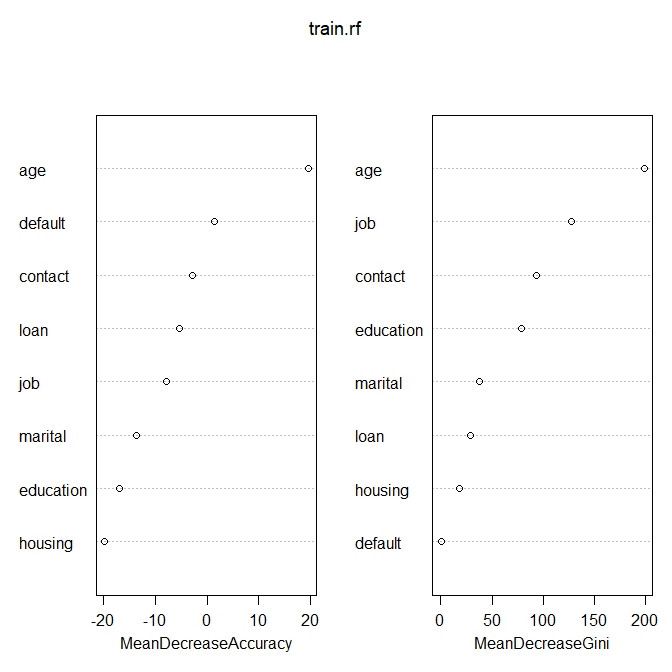 train.rf
age
default
contact
loan
job
marital
education
housing
-20 -10 0 10 20
MeanDecreaseAccuracy
age
job
contact
education
marital
loan
housing
default
0 50 100 150 200
MeanDecreaseGini